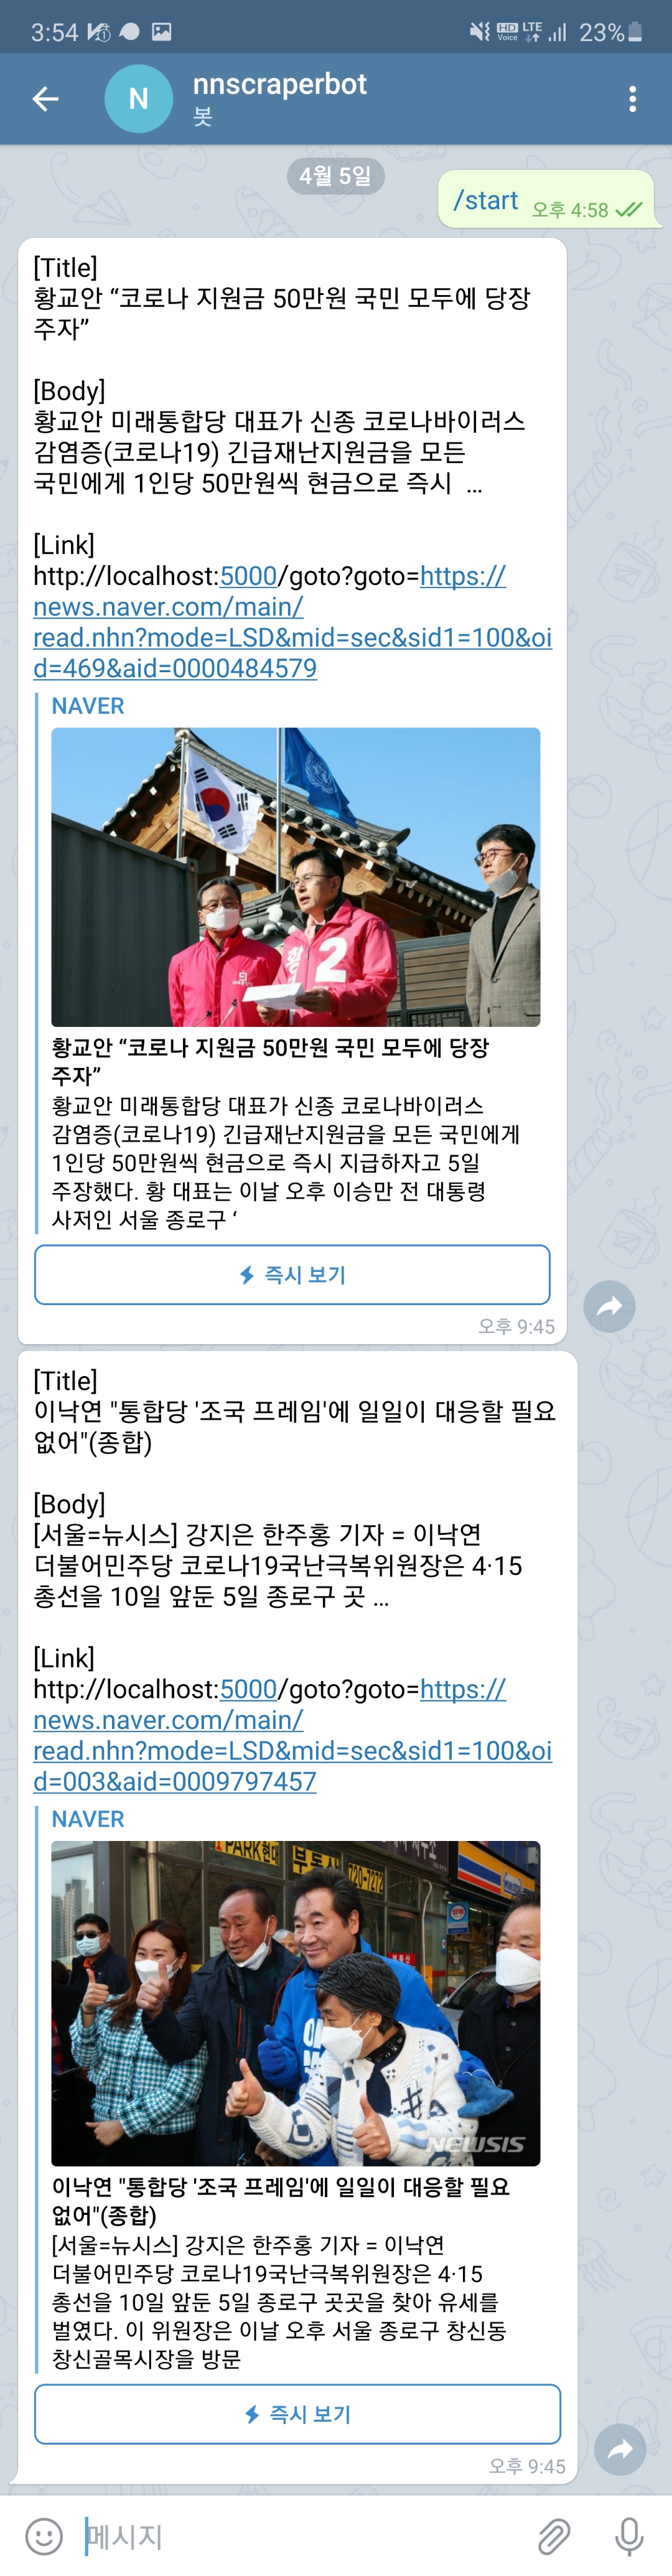 3:54
HD Voice LTE
23%
N
nnscraperbot
봇
4월 5일
/start 오후 4:58
[Title]
황교안 “코로나 지원금 50만원 국민 모두에 당장
주자”
[Body]
황교안 미래통합당 대표가 신종 코로나바이러스
감염증(코로나19) 긴급재난지원금을 모든
국민에게 1인당 50만원씩 현금으로 즉시 ...
[Link]
http://localhost:5000/goto?goto=https://
news.naver.com/main/
read.nhn?mode=LSD&mid=sec&sid1=100&oi
d=469&aid=0000484579
NAVER
황 2
황교안 “코로나 지원금 50만원 국민 모두에 당장
주자”
황교안 미래통합당 대표가 신종 코로나바이러스
감염증(코로나19) 긴급재난지원금을 모든 국민에게
1인당 50만원씩 현금으로 즉시 지급하자고 5일
주장했다. 황 대표는 이날 오후 이승만 전 대통령
사저인 서울 종로구 ‘
즉시 보기
오후 9:45
[Title]
이낙연 "통합당 '조국 프레임'에 일일이 대응할 필요
없어"(종합)
[Body]
[서울=뉴시스] 강지은 한주홍 기자 = 이낙연
더불어민주당 코로나19국난극복위원장은 4·15
총선을 10일 앞둔 5일 종로구 곳 ...
[Link]
http://localhost:5000/goto?goto=https://
news.naver.com/main/
read.nhn?mode=LSD&mid=sec&sid1=100&oi
d=003&aid=0009797457
NAVER
PARK현대 부동산 720-7272
NEWSIS
이낙연 "통합당 '조국 프레임'에 일일이 대응할 필요
없어"(종합)
[서울=뉴시스] 강지은 한주홍 기자 = 이낙연
더불어민주당 코로나19국난극복위원장은 4·15
총선을 10일 앞둔 5일 종로구 곳곳을 찾아 유세를
벌였다. 이 위원장은 이날 오후 서울 종로구 창신동
창신골목시장을 방문
즉시 보기
오후 9:45
메시지